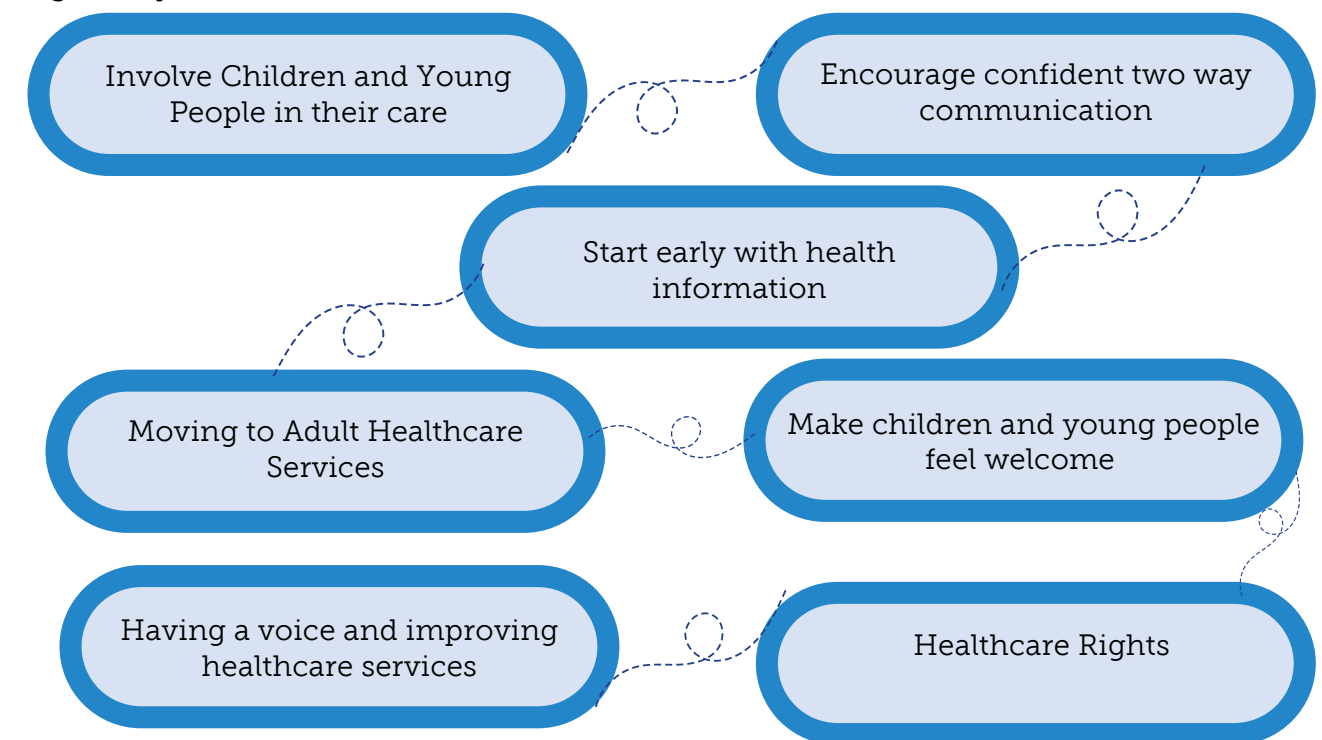 Involve Children and Young
People in their care
Encourage confident two way
communication
Start early with health
information
Moving to Adult Healthcare
Services
Make children and young people
feel welcome
Having a voice and improving
healthcare services
Healthcare Rights